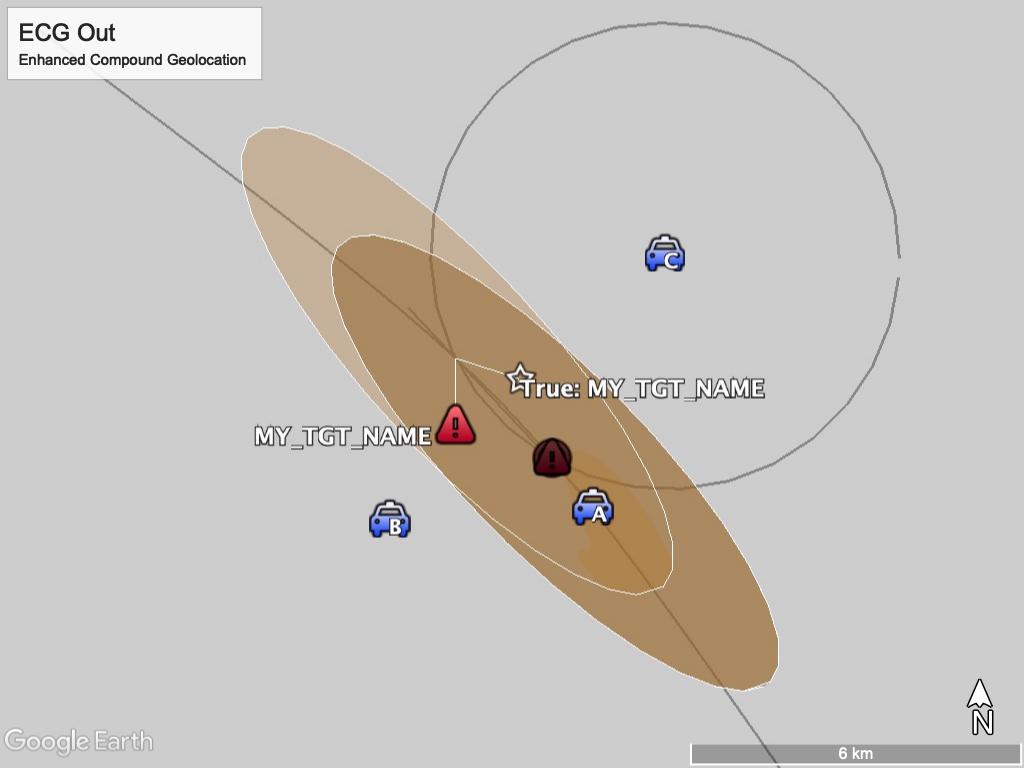 ECG Out
Enhanced Compound Geolocation
C
True: MY_TGT_NAME
MY_TGT_NAME
A
B
N
Google Earth
6 km